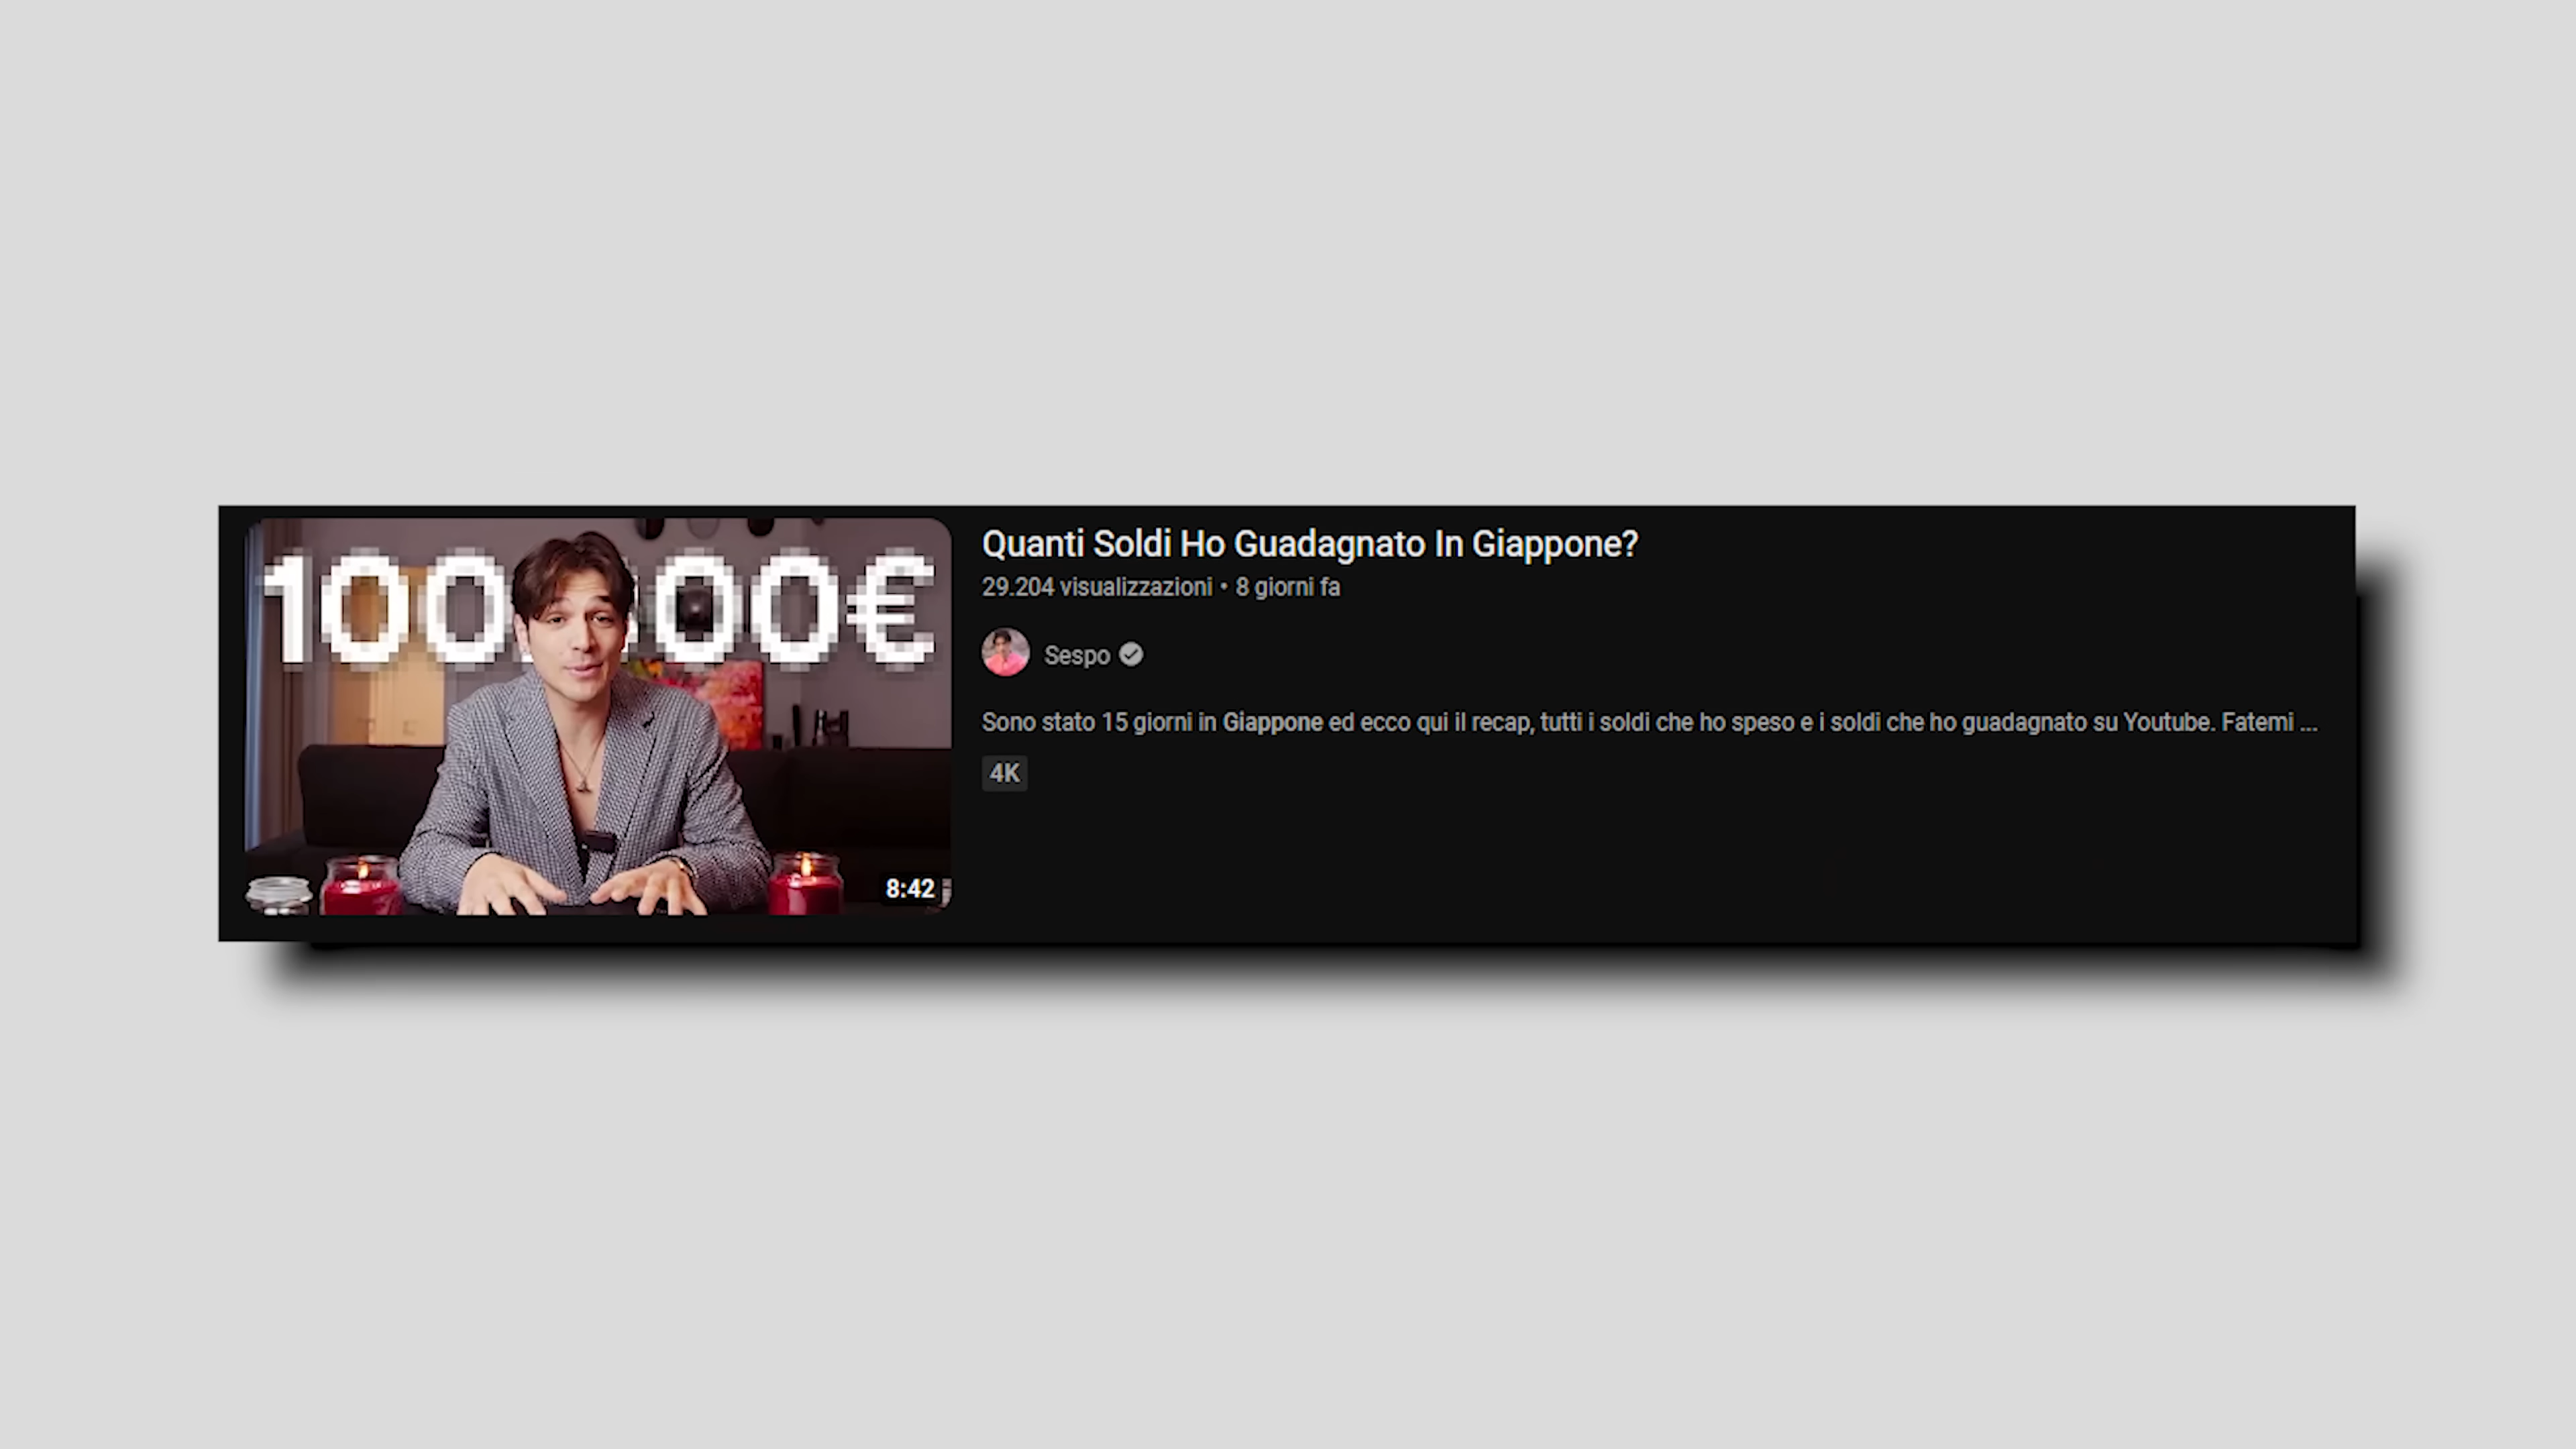 100.000€
8:42
Quanti Soldi Ho Guadagnato In Giappone?
29.204 visualizzazioni • 8 giorni fa
Sespo
Sono stato 15 giorni in Giappone ed ecco qui il recap, tutti i soldi che ho speso e i soldi che ho guadagnato su Youtube. Fatemi ...
4K